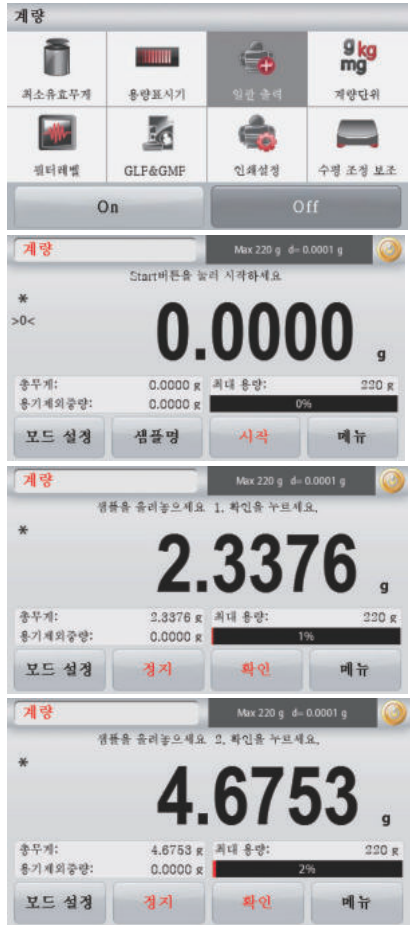 계량
g kg mg
최소유효무게 용량표시기 일괄 출력 계량단위
필터레벨 GLP&GMP 인쇄설정 수평 조정 보조
On Off
계량 Max 220 g d= 0.0001 g
Start버튼을 눌러 시작하세요
*
>0<
0.0000 g
총무게: 0.0000 g 최대 용량: 220 g
용기제외중량: 0.0000 g 0%
모드 설정 샘플명 시작 메뉴
계량 Max 220 g d= 0.0001 g
샘플을 올려놓으세요 1. 확인을 누르세요.
*
2.3376 g
총무게: 2.3376 g 최대 용량: 220 g
용기제외중량: 0.0000 g 1%
모드 설정 정지 확인 메뉴
계량 Max 220 g d= 0.0001 g
샘플을 올려놓으세요 2. 확인을 누르세요.
*
4.6753 g
총무게: 4.6753 g 최대 용량: 220 g
용기제외중량: 0.0000 g 2%
모드 설정 정지 확인 메뉴